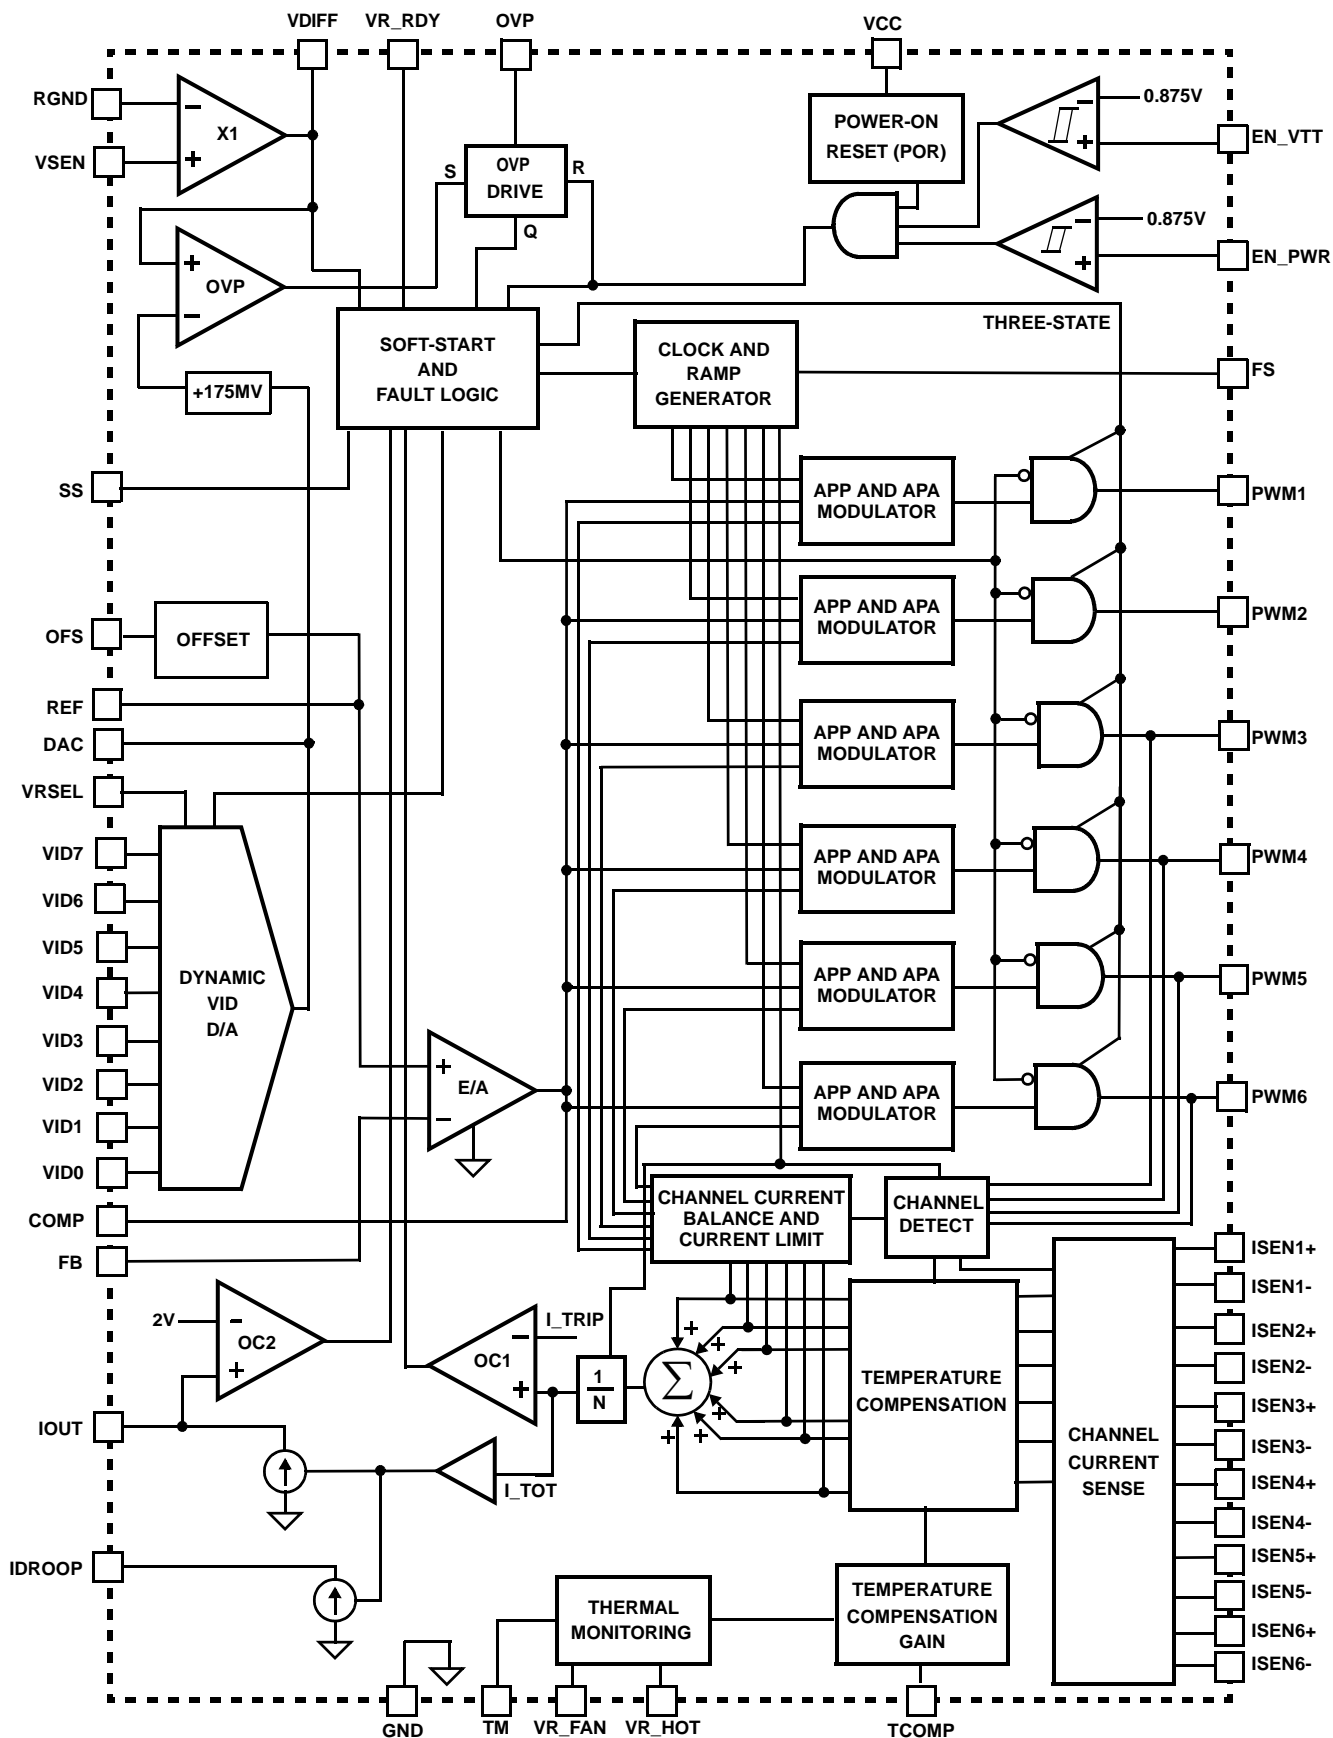 VDIFF VR_RDY OVP VCC
RGND
VSEN
−
X1
+
POWER-ON
RESET (POR)
−
0.875V
+
EN_VTT
S
OVP
DRIVE
R
Q
−
0.875V
+
EN_PWR
+
OVP
−
+175MV
SOFT-START
AND
FAULT LOGIC
CLOCK AND
RAMP
GENERATOR
THREE-STATE
FS
SS
APP AND APA
MODULATOR
PWM1
APP AND APA
MODULATOR
PWM2
OFS
OFFSET
REF
DAC
APP AND APA
MODULATOR
PWM3
VRSEL
VID7
VID6
VID5
VID4
VID3
VID2
VID1
VID0
DYNAMIC
VID
D/A
APP AND APA
MODULATOR
PWM4
APP AND APA
MODULATOR
PWM5
+
E/A
−
APP AND APA
MODULATOR
PWM6
COMP
FB
CHANNEL CURRENT
BALANCE AND
CURRENT LIMIT
CHANNEL
DETECT
2V
−
OC2
+
I_TRIP
−
OC1
+
1
N
Σ
+
+
+
+
+
+
TEMPERATURE
COMPENSATION
CHANNEL
CURRENT
SENSE
ISEN1+
ISEN1-
ISEN2+
ISEN2-
ISEN3+
ISEN3-
ISEN4+
ISEN4-
ISEN5+
ISEN5-
ISEN6+
ISEN6-
IOUT
I_TOT
IDROOP
THERMAL
MONITORING
TEMPERATURE
COMPENSATION
GAIN
GND TM VR_FAN VR_HOT TCOMP